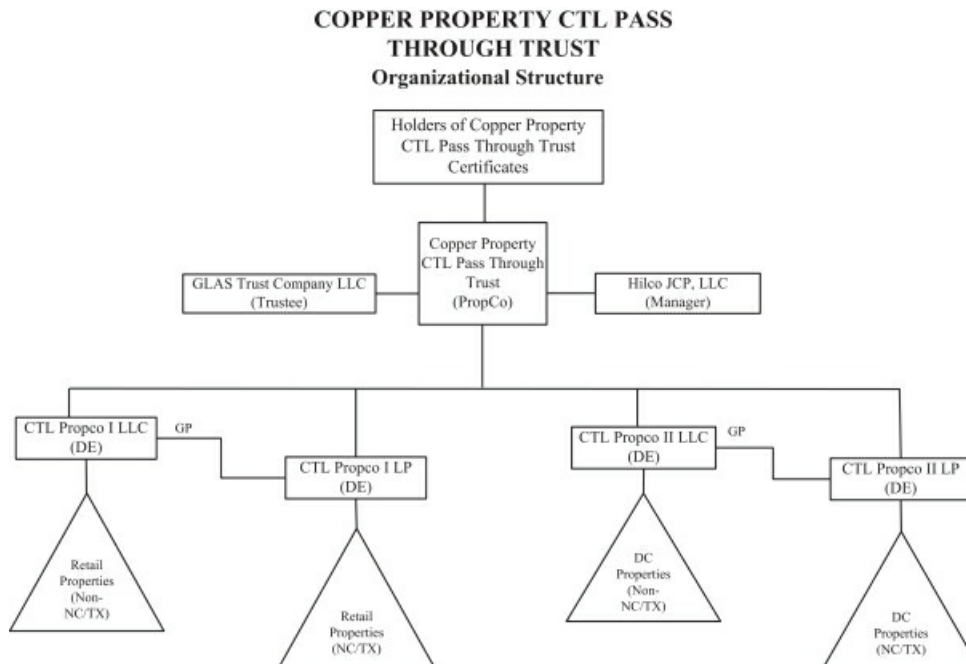 COPPER PROPERTY CTL PASS
THROUGH TRUST
Organizational Structure
Holders of Copper Property
CTL Pass Through Trust
Certificates
Copper Property
CTL Pass Through
Trust
(PropCo)
GLAS Trust Company LLC
(Trustee)
Hilco JCP, LLC
(Manager)
CTL Propco I LLC
(DE)
GP
CTL Propco I LP
(DE)
CTL Propco II LLC
(DE)
GP
CTL Propco II LP
(DE)
Retail
Properties
(Non-
NC/TX)
Retail
Properties
(NC/TX)
DC
Properties
(Non-
NC/TX)
DC
Properties
(NC/TX)